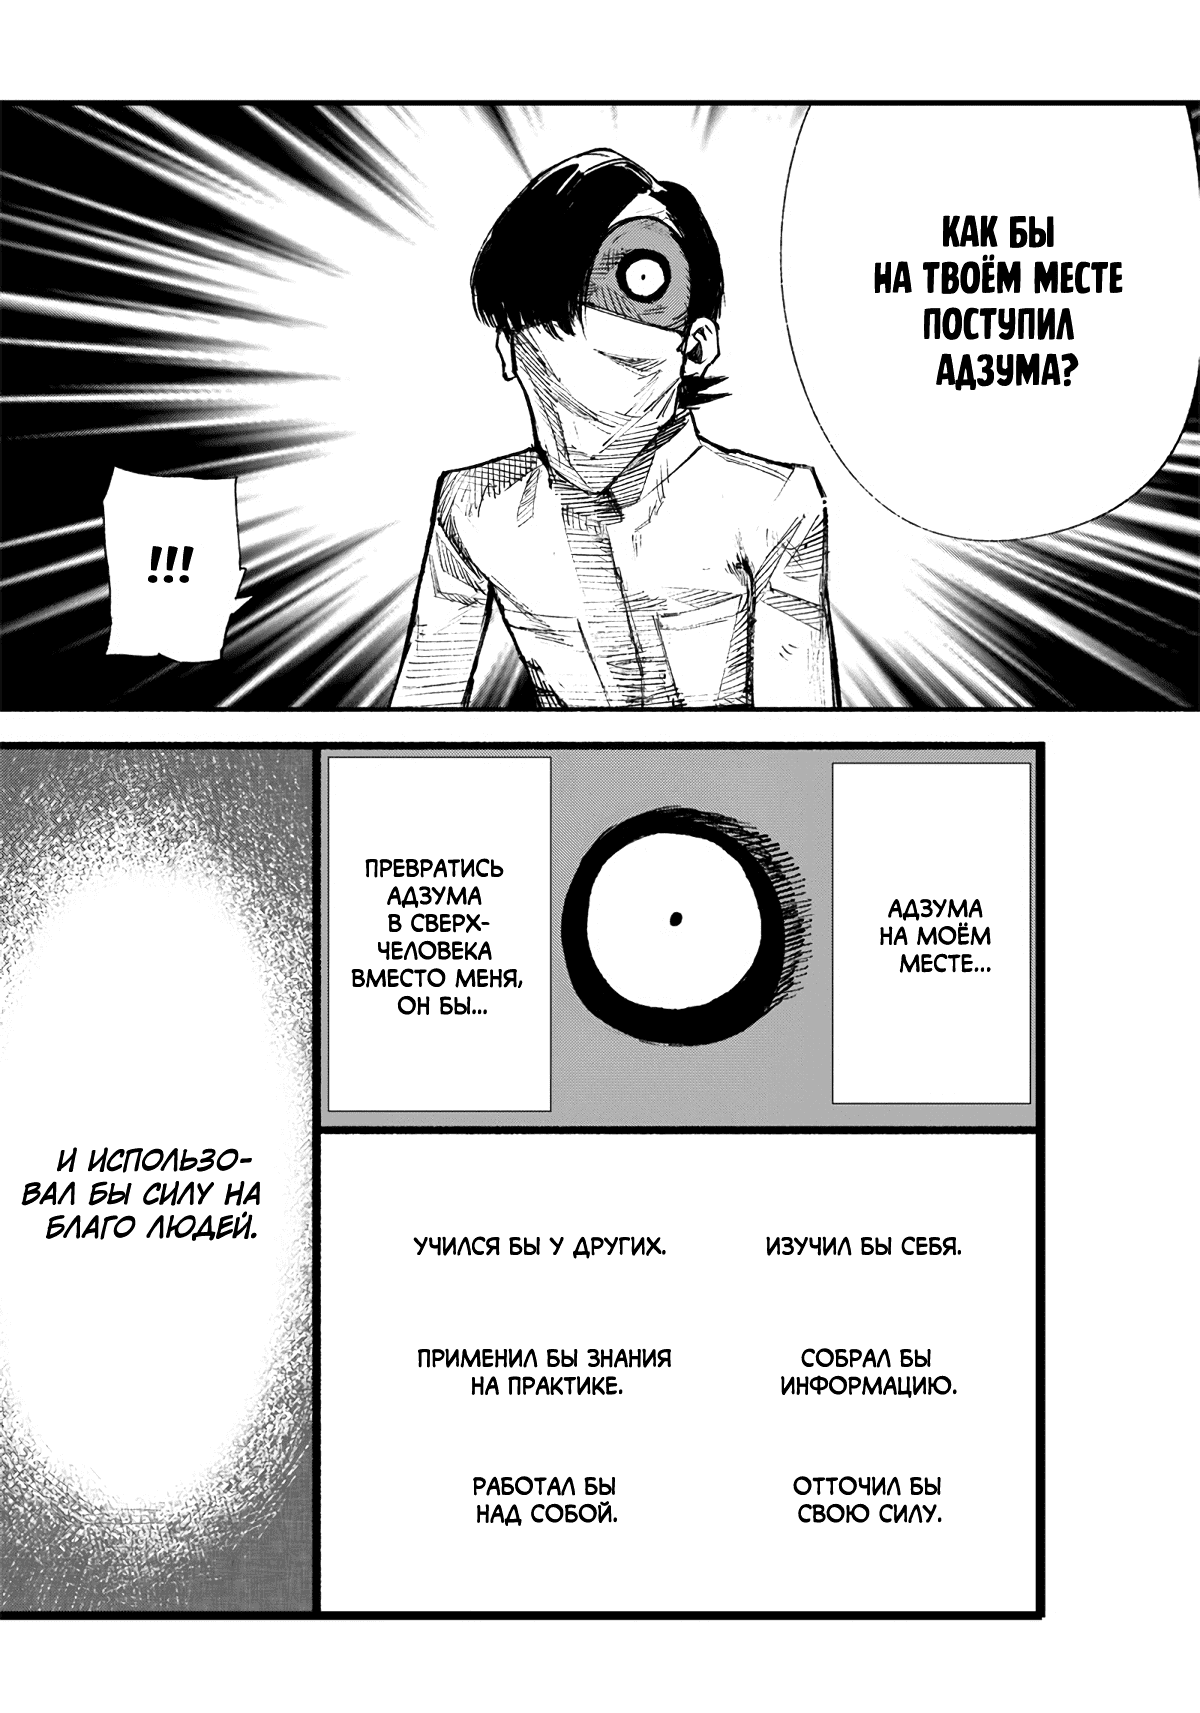 КАК БЫ
НА ТВОЁМ МЕСТЕ
ПОСТУПИЛ
АДЗУМА?
!!!
АДЗУМА
НА МОЁМ
МЕСТЕ...
ПРЕВРАТИСЬ
АДЗУМА
В СВЕРХ-
ЧЕЛОВЕКА
ВМЕСТО МЕНЯ,
ОН БЫ...
ИЗУЧИЛ БЫ СЕБЯ.
УЧИЛСЯ БЫ У ДРУГИХ.
СОБРАЛ БЫ
ИНФОРМАЦИЮ.
ПРИМЕНИЛ БЫ ЗНАНИЯ
НА ПРАКТИКЕ.
ОТТОЧИЛ БЫ
СВОЮ СИЛУ.
РАБОТАЛ БЫ
НАД СОБОЙ.
И ИСПОЛЬЗО-
ВАЛ БЫ СИЛУ НА
БЛАГО ЛЮДЕЙ.